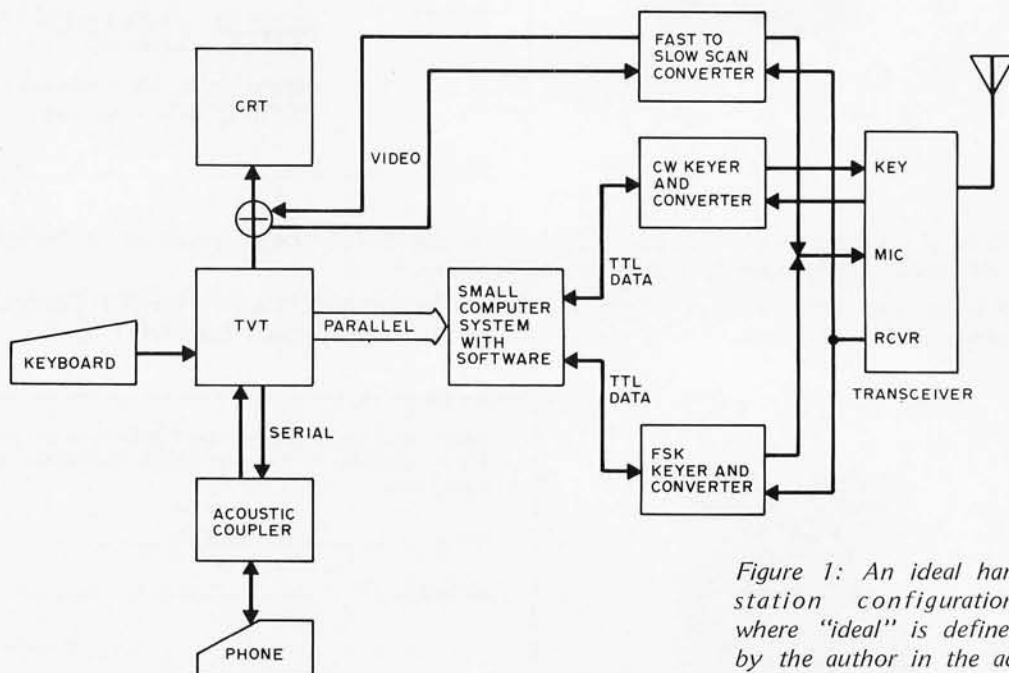 FAST TO
SLOW SCAN
CONVERTER
CRT
VIDEO
CW KEYER
AND
CONVERTER
KEY
MIC
RCVR
TRANSCEIVER
TTL
DATA
TVT
PARALLEL
SMALL
COMPUTER
SYSTEM
WITH
SOFTWARE
KEYBOARD
TTL
DATA
SERIAL
FSK
KEYER AND
CONVERTER
ACOUSTIC
COUPLER
PHONE
Figure 1: An ideal ham
station configuration
where "ideal" is define
by the author in the ac